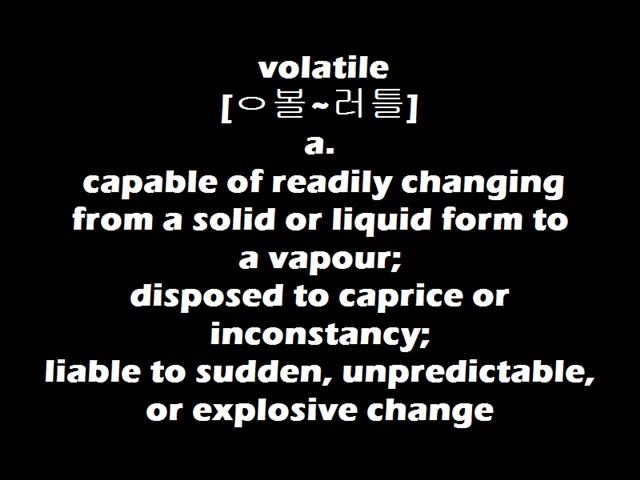 volatile
[ㅇ볼~러틀]
a.
capable of readily changing
from a solid or liquid form to
a vapour;
disposed to caprice or
inconstancy;
liable to sudden, unpredictable,
or explosive change